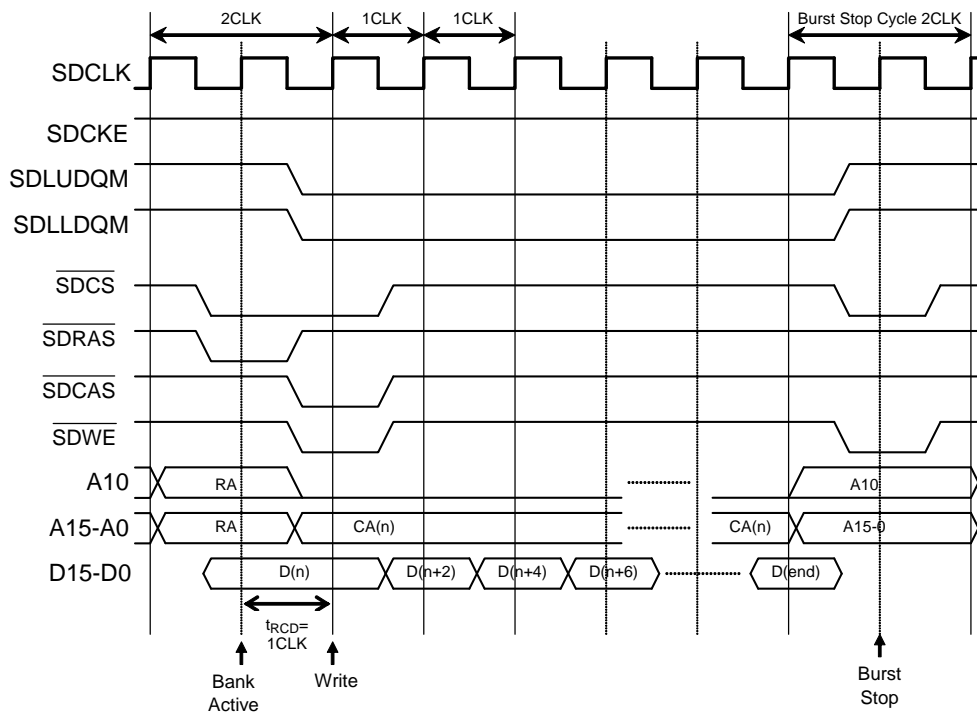 2CLK 1CLK 1CLK Burst Stop Cycle 2CLK
SDCLK
SDCKE
SDLUDQM
SDLLDQM
SDCS
SDRAS
SDCAS
SDWE
A10 RA A10
A15-A0 RA CA(n) CA(n) A15-0
D15-D0 D(n) D(n+2) D(n+4) D(n+6) D(end)
tRCD=
1CLK
Bank
Active
Write
Burst
Stop